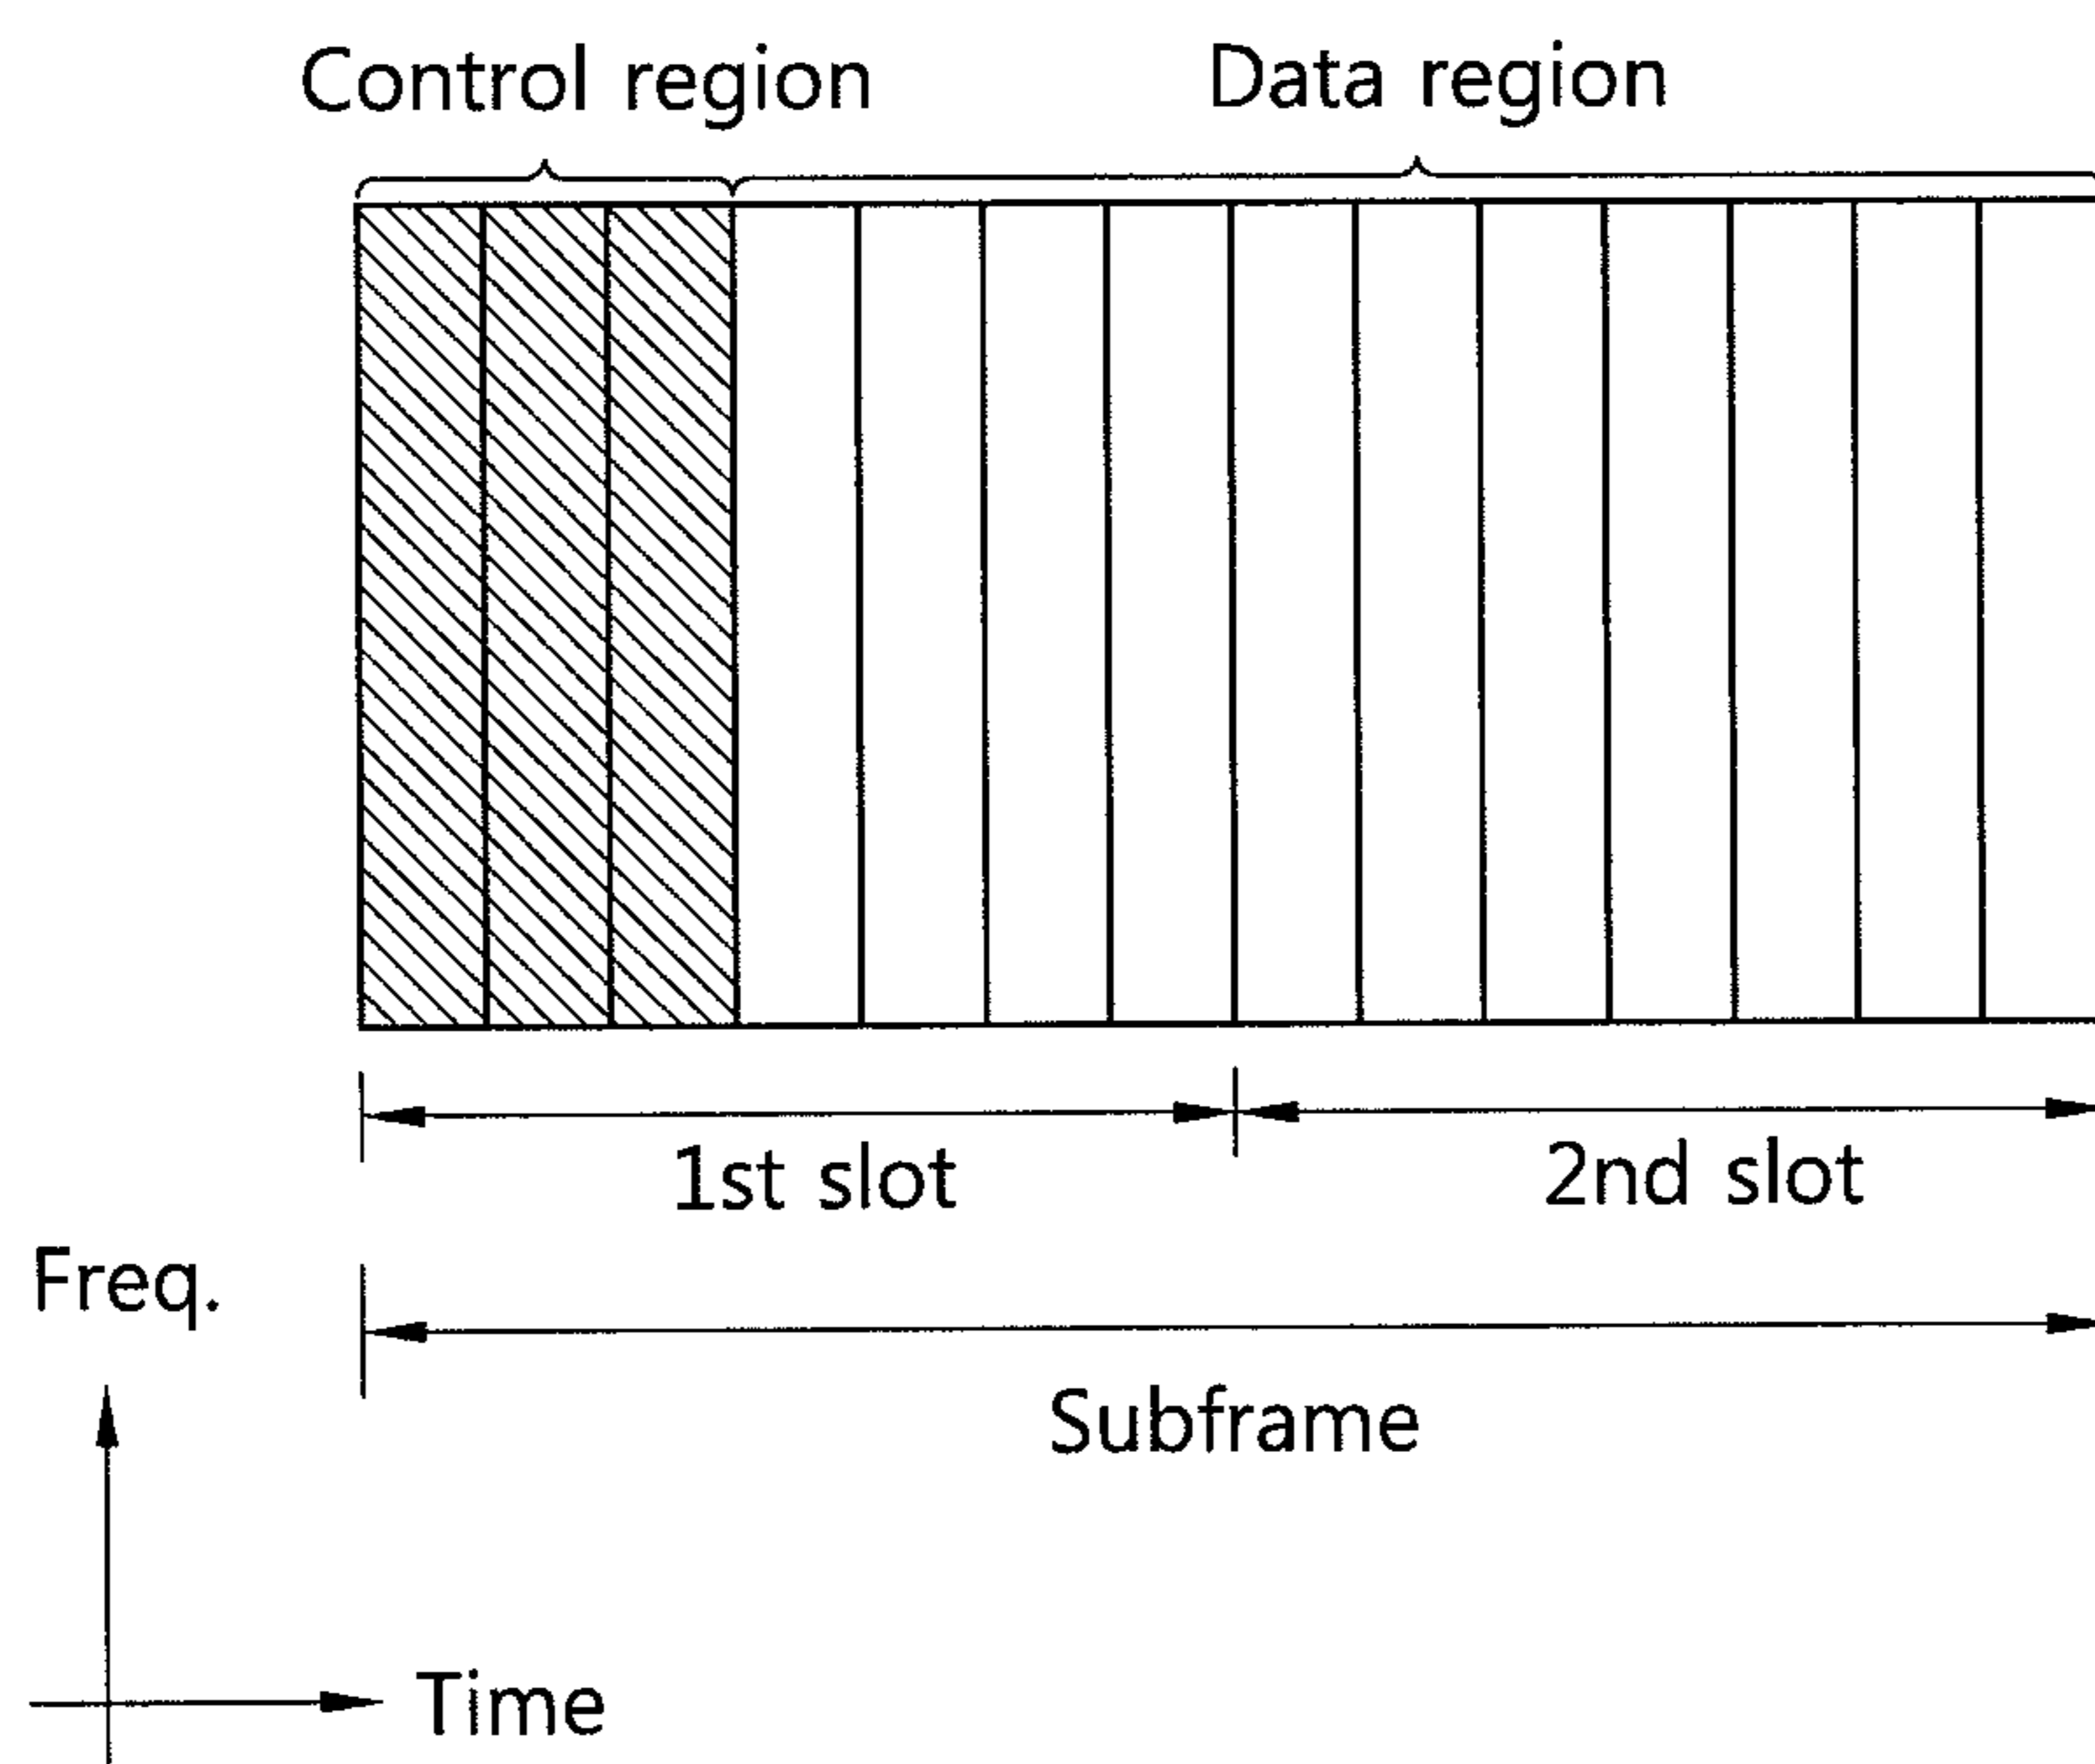 Control region
Data region
1st slot
2nd slot
Freq.
Subframe
Time